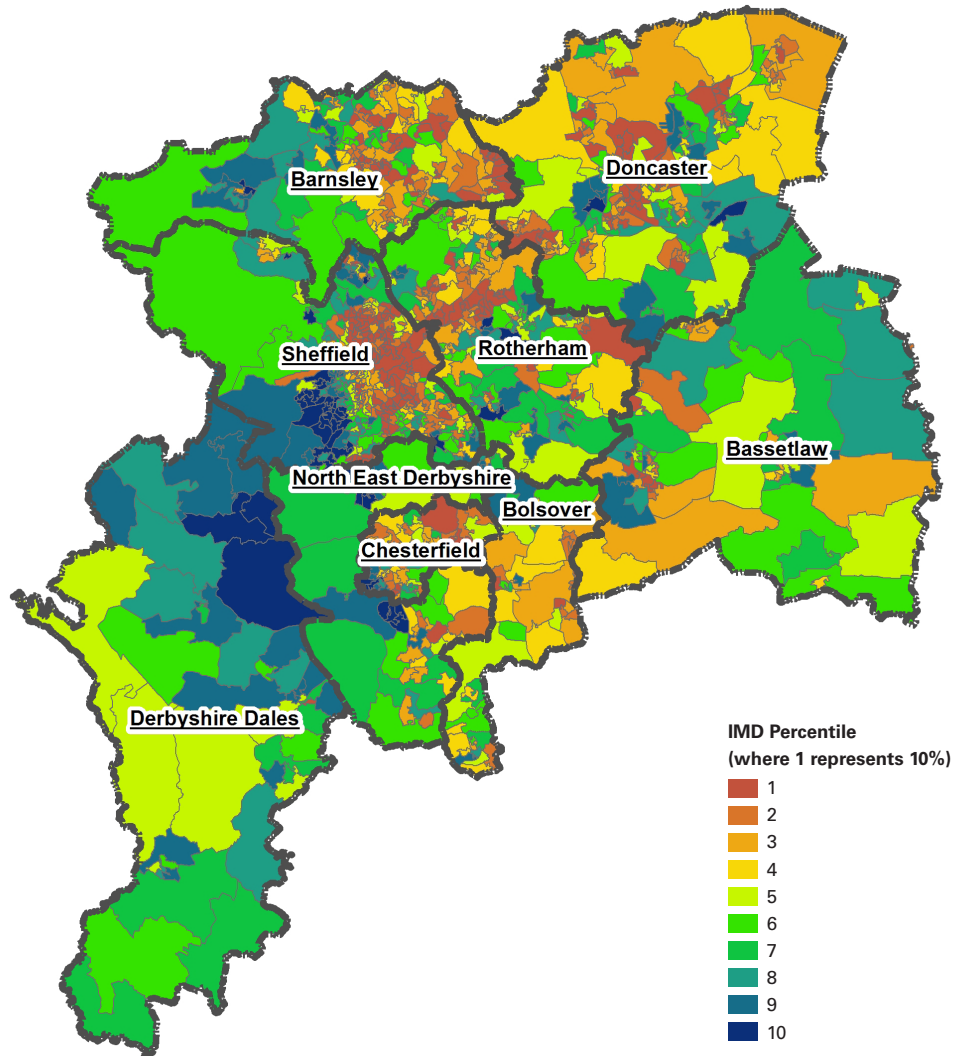 Barnsley
Doncaster
Sheffield
Rotherham
Bassetlaw
North East Derbyshire
Bolsover
Chesterfield
Derbyshire Dales
IMD Percentile
(where 1 represents 10%)
1
2
3
4
5
6
7
8
9
10